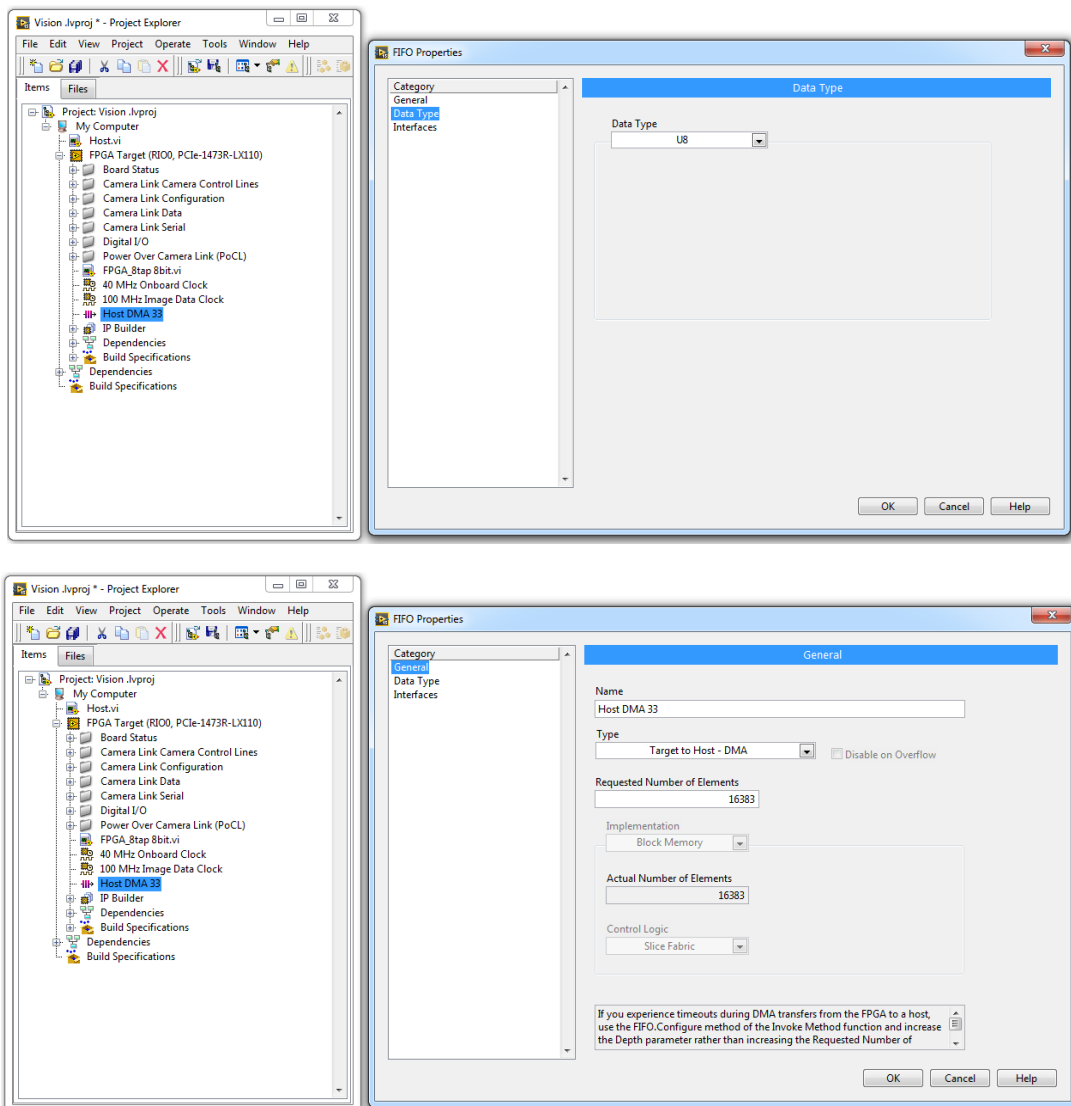 Vision .lvproj * - Project Explorer
File Edit View Project Operate Tools Window Help
Items Files
Project: Vision .lvproj
My Computer
Host.vi
FPGA Target (RIO0, PCIe-1473R-LX110)
Board Status
Camera Link Camera Control Lines
Camera Link Configuration
Camera Link Data
Camera Link Serial
Digital I/O
Power Over Camera Link (PoCL)
FPGA_8tap 8bit.vi
40 MHz Onboard Clock
100 MHz Image Data Clock
Host DMA 33
IP Builder
Dependencies
Build Specifications
Dependencies
Build Specifications
FIFO Properties
Category
General
Data Type
Interfaces
Data Type
Data Type
U8
OK Cancel Help
Vision .lvproj * - Project Explorer
File Edit View Project Operate Tools Window Help
Items Files
Project: Vision .lvproj
My Computer
Host.vi
FPGA Target (RIO0, PCIe-1473R-LX110)
Board Status
Camera Link Camera Control Lines
Camera Link Configuration
Camera Link Data
Camera Link Serial
Digital I/O
Power Over Camera Link (PoCL)
FPGA_8tap 8bit.vi
40 MHz Onboard Clock
100 MHz Image Data Clock
Host DMA 33
IP Builder
Dependencies
Build Specifications
Dependencies
Build Specifications
FIFO Properties
Category
General
Data Type
Interfaces
General
Name
Host DMA 33
Type
Target to Host - DMA
Disable on Overflow
Requested Number of Elements
16383
Implementation
Block Memory
Actual Number of Elements
16383
Control Logic
Slice Fabric
If you experience timeouts during DMA transfers from the FPGA to a host,
use the FIFO.Configure method of the Invoke Method function and increase
the Depth parameter rather than increasing the Requested Number of
OK Cancel Help